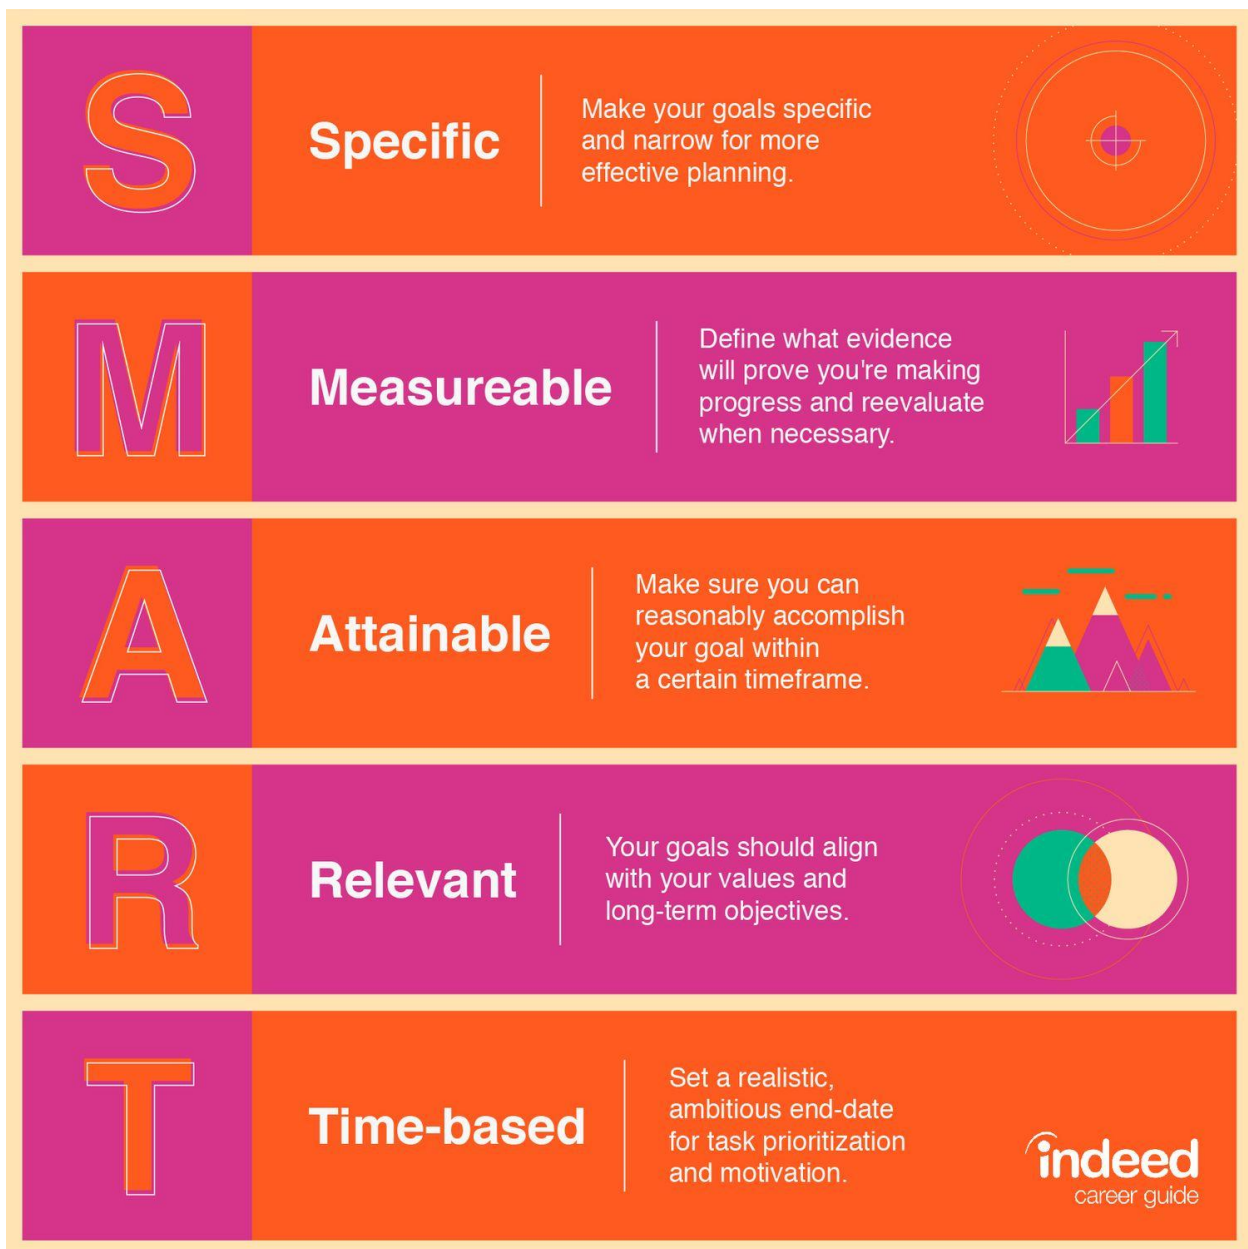 S
Specific
Make your goals specific
and narrow for more
effective planning.
M
Measureable
Define what evidence
will prove you're making
progress and reevaluate
when necessary.
A
Attainable
Make sure you can
reasonably accomplish
your goal within
a certain timeframe.
R
Relevant
Your goals should align
with your values and
long-term objectives.
T
Time-based
Set a realistic,
ambitious end-date
for task prioritization
and motivation.
indeed
career guide